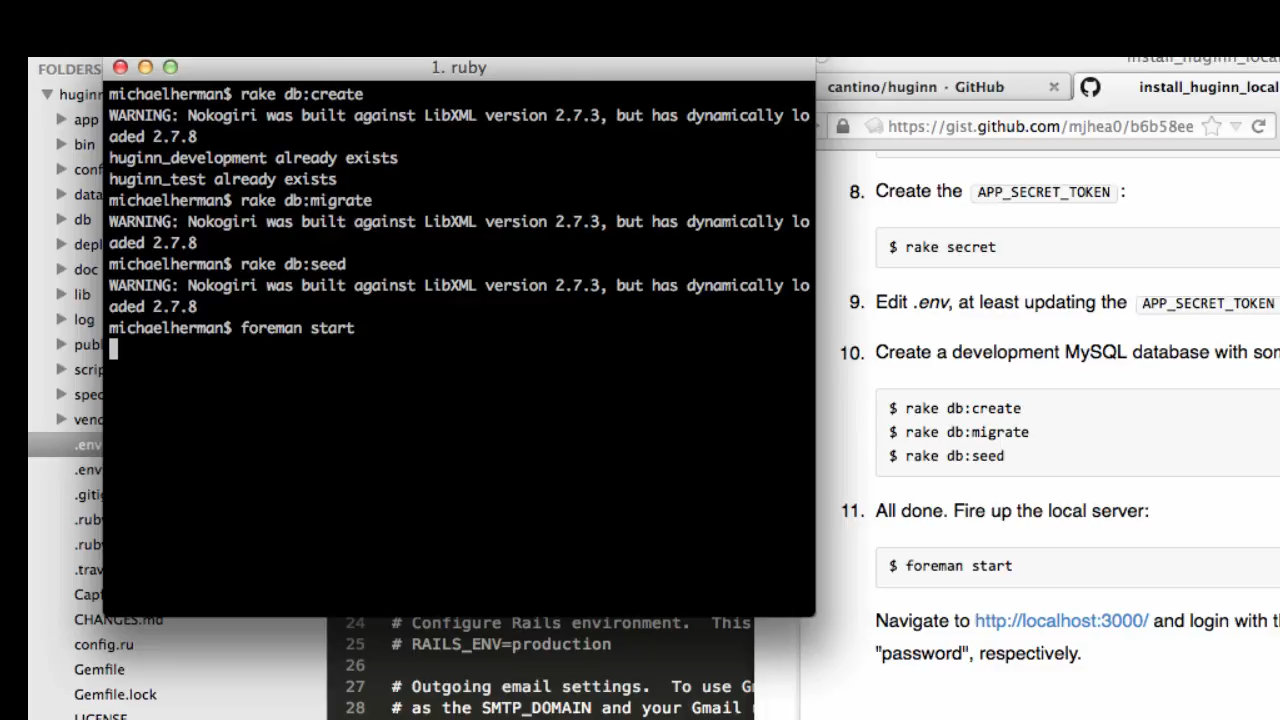 FOLDERS
huginn
app
bin
data
db
doc
lib
log
.env
Gemfile
CHANGES.md
config.ru
Gemfile.lock
LICENSE
1. ruby
michaelherman$ rake db:create
WARNING: Nokogiri was built against LibXML version 2.7.3, but has dynamically lo
aded 2.7.8
huginn_development already exists
huginn_test already exists
michaelherman$ rake db:migrate
WARNING: Nokogiri was built against LibXML version 2.7.3, but has dynamically lo
aded 2.7.8
michaelherman$ rake db:seed
WARNING: Nokogiri was built against LibXML version 2.7.3, but has dynamically lo
aded 2.7.8
michaelherman$ foreman start
24 # Configure Rails environment. This
25 # RAILS_ENV=production
26
27 # Outgoing email settings. To use
28 # as the SMTP_DOMAIN and your Gmail
install_huginn_local
cantino/huginn · GitHub
install_huginn_local
https://gist.github.com/mjhea0/b6b58ee
8. Create the APP_SECRET_TOKEN :
$ rake secret
9. Edit .env, at least updating the APP_SECRET_TOKEN
10. Create a development MySQL database with
$ rake db:create
$ rake db:migrate
$ rake db:seed
11. All done. Fire up the local server:
$ foreman start
Navigate to http://localhost:3000/ and login with
"password", respectively.